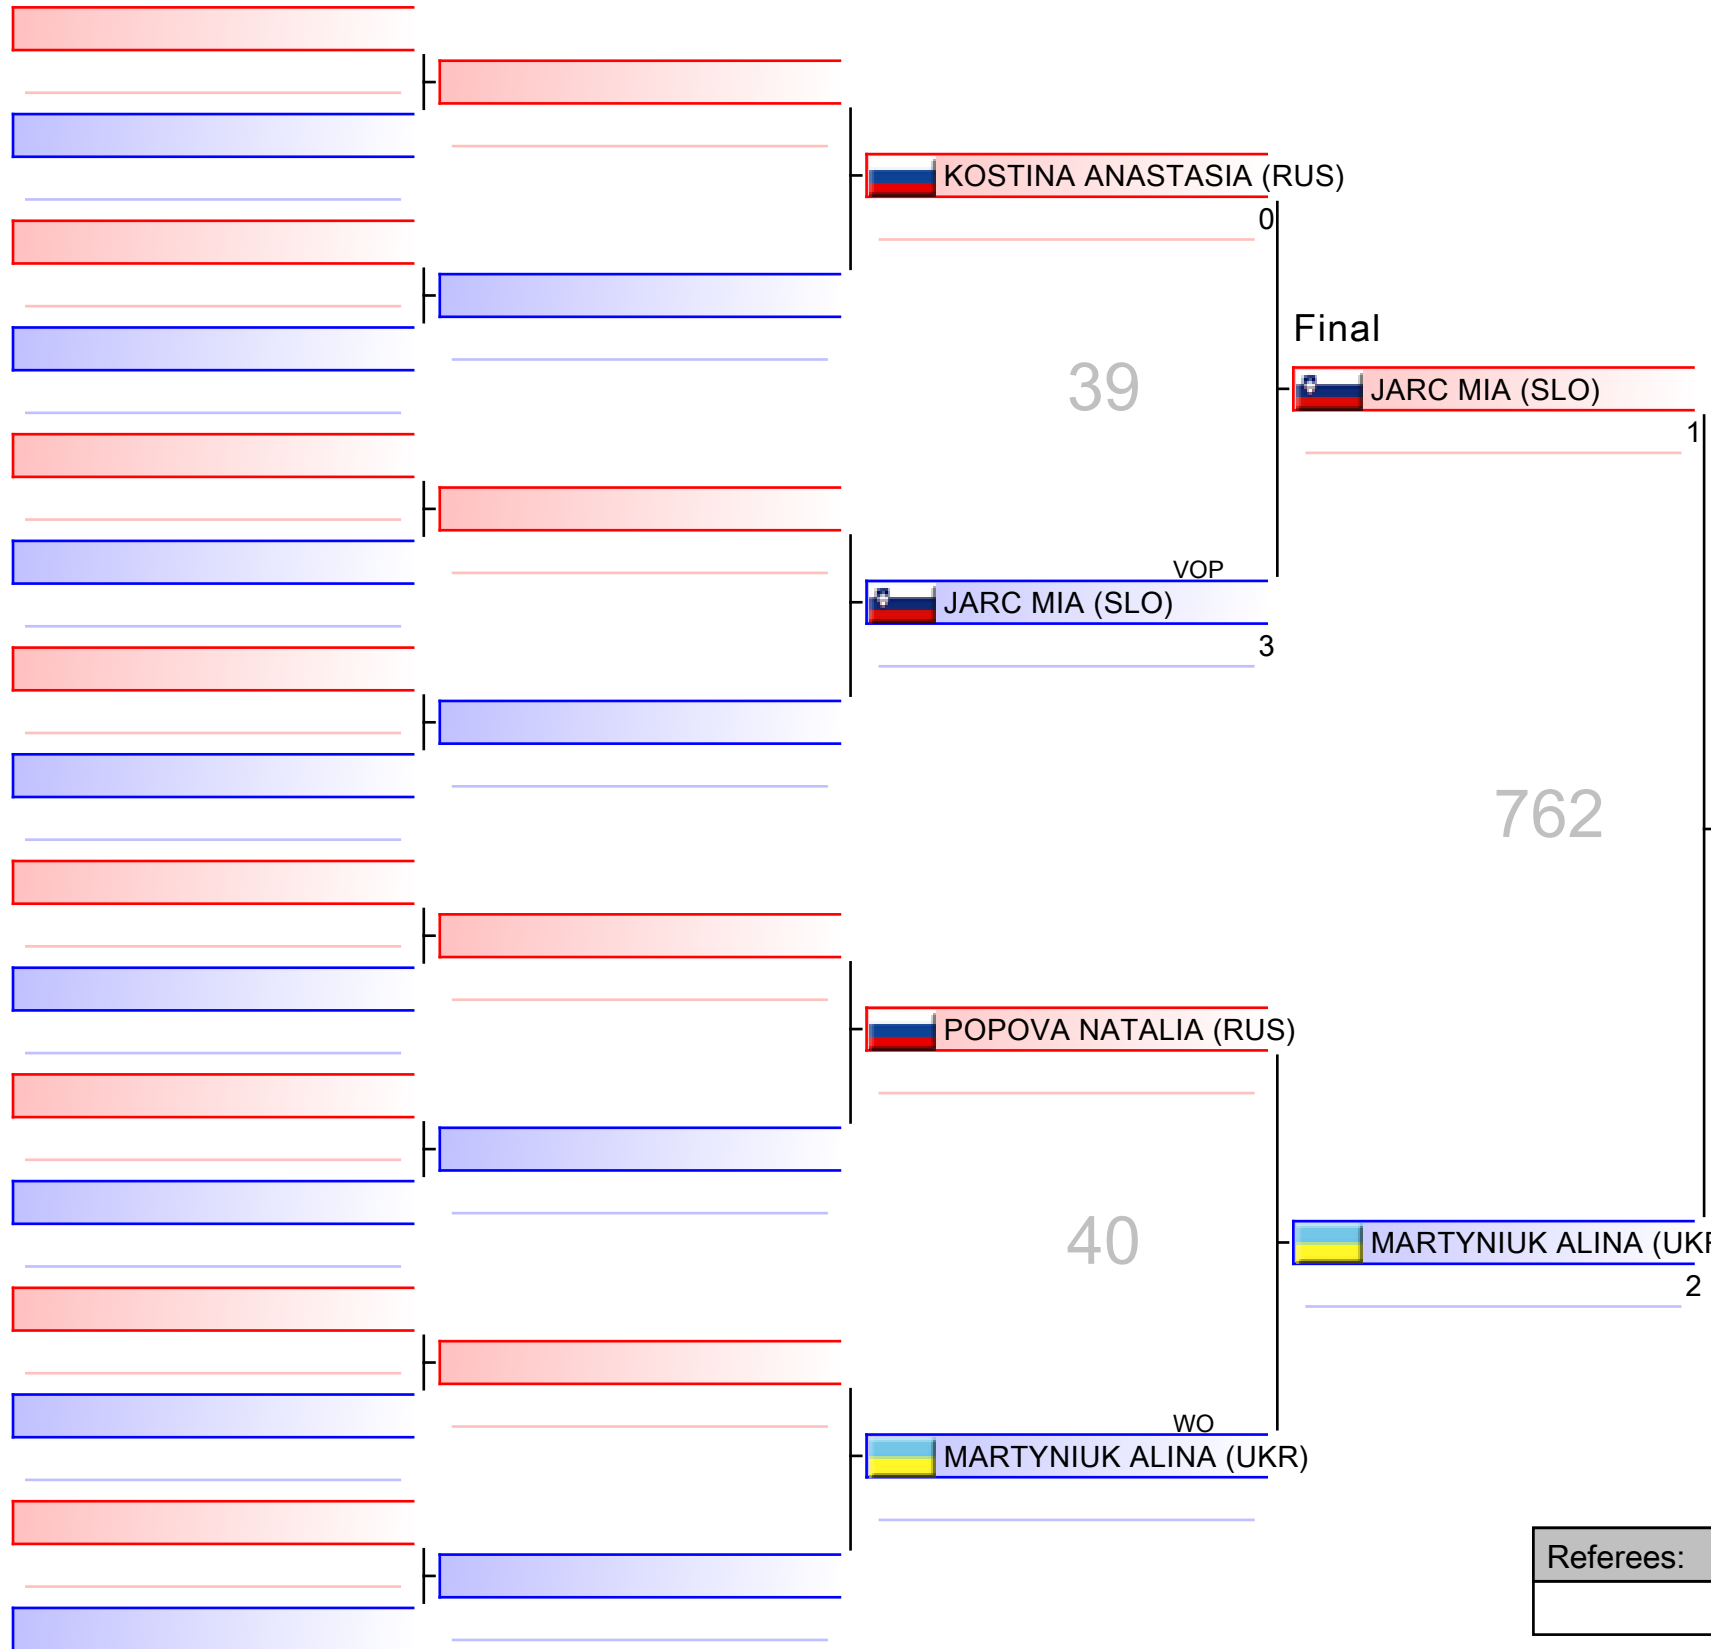 KOSTINA ANASTASIA (RUS)
0
39
Final
JARC MIA (SLO)
1
VOP
JARC MIA (SLO)
3
762
POPOVA NATALIA (RUS)
40
MARTYNIUK ALINA (UKR
2
WO
MARTYNIUK ALINA (UKR)
Referees: